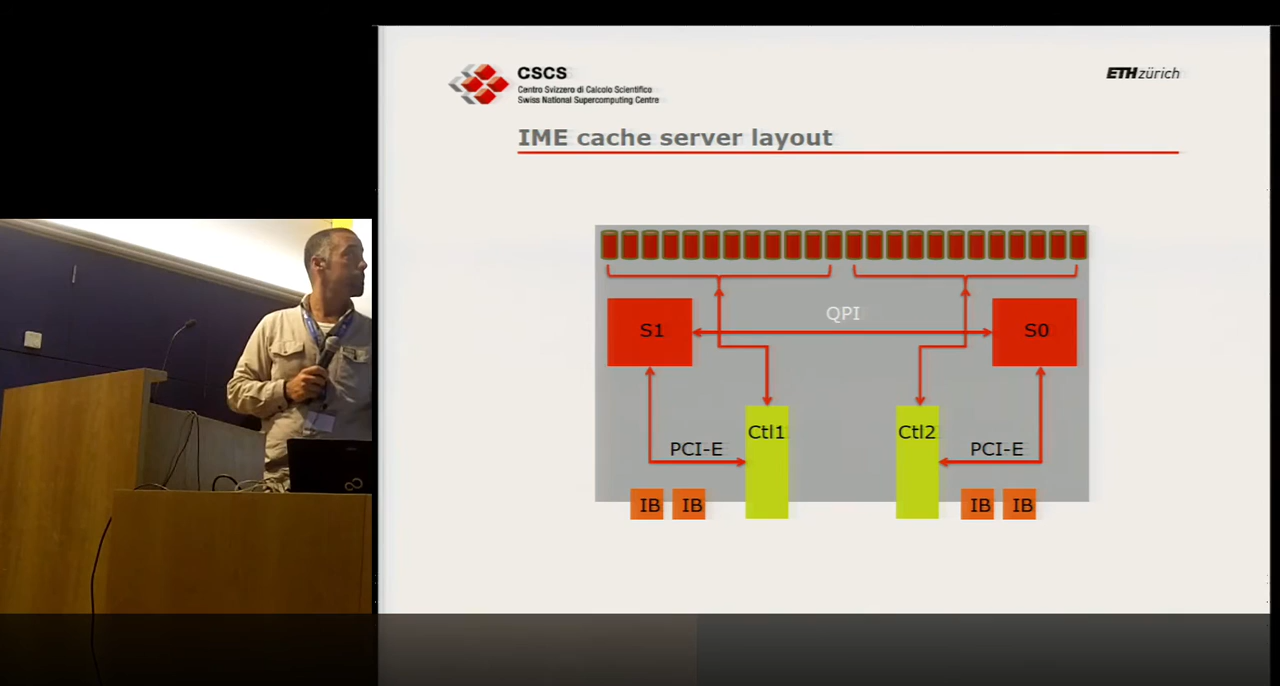 CSCS
Centro Svizzero di Calcolo Scientifico
Swiss National Supercomputing Centre
ETHzürich
IME cache server layout
QPI
S1
S0
Ctl1
Ctl2
PCI-E
PCI-E
IB
IB
IB
IB